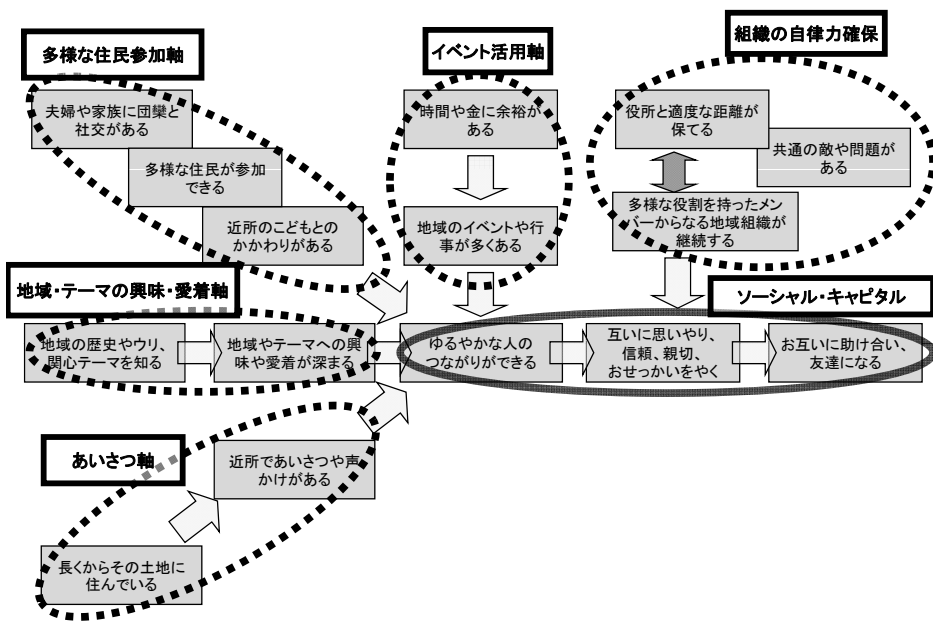 多様な住民参加軸
夫婦や家族に団欒と
社交がある
多様な住民が参加
できる
近所のこどもとの
かかわりがある
イベント活用軸
時間や金に余裕が
ある
地域のイベントや行
事が多くある
組織の自律力確保
役所と適度な距離が
保てる
共通の敵や問題が
ある
多様な役割を持ったメン
バーからなる地域組織が
継続する
地域・テーマの興味・愛着軸
地域の歴史やウリ、
関心テーマを知る
地域やテーマへの興
味や愛着が深まる
ソーシャル・キャピタル
ゆるやかな人の
つながりができる
互いに思いやり、
信頼、親切、
おせっかいをやく
お互いに助け合い、
友達になる
あいさつ軸
近所であいさつや声
かけがある
長くからその土地に
住んでいる